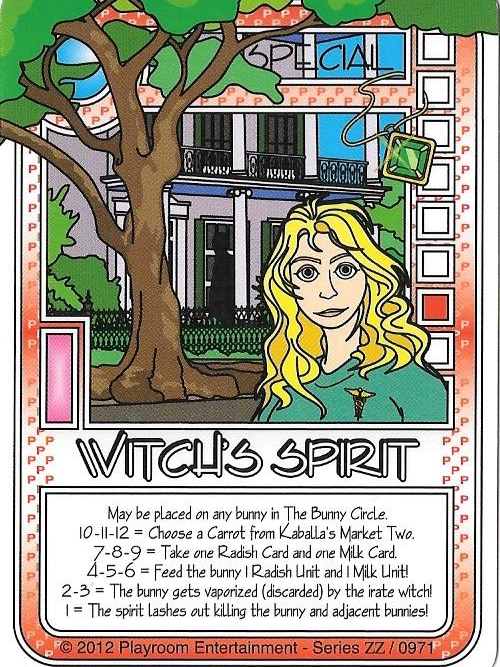 SPECIAL
WITCH'S SPIRIT
May be placed on any bunny in The Bunny Circle.
10-11-12 = Choose a Carrot from Kaballa's Market Two.
7-8-9 = Take one Radish Card and one Milk Card.
4-5-6 = Feed the bunny 1 Radish Unit and 1 Milk Unit!
2-3 = The bunny gets vaporized (discarded) by the irate witch!
1 = The spirit lashes out killing the bunny and adjacent bunnies!
© 2012 Playroom Entertainment - Series ZZ / 0971